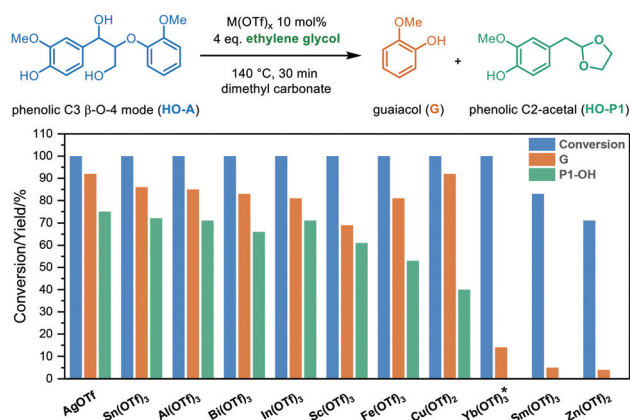 OH
OMe
MeO
O
HO
HO
M(OTf)x 10 mol%
4 eq. ethylene glycol
140 °C, 30 min
dimethyl carbonate
OMe
OH
+
MeO
HO
O
O
phenolic C3 β-O-4 mode (HO-A)
guaiacol (G)
phenolic C2-acetal (HO-P1)
Conversion/Yield/%
110
100
90
80
70
60
50
40
30
20
10
0
Conversion
G
P1-OH
AgOTf
Sn(OTf)3
Al(OTf)3
Bi(OTf)3
In(OTf)3
Sc(OTf)3
Fe(OTf)3
Cu(OTf)2
Yb(OTf)3*
Sm(OTf)3
Zn(OTf)2